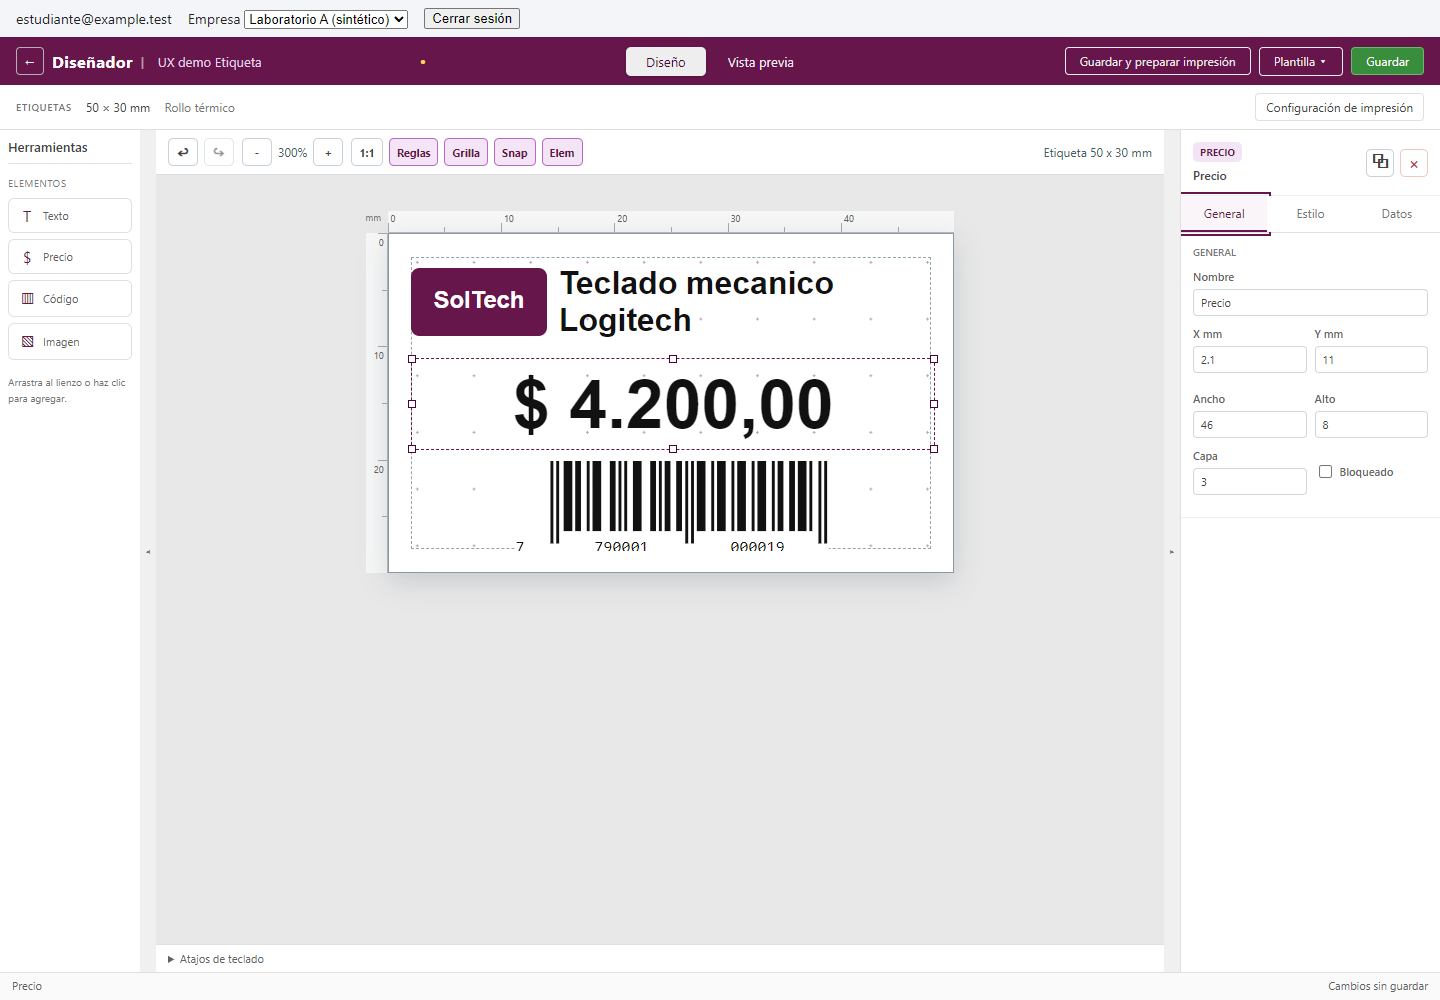 estudiante@example.test Empresa Laboratorio A (sintético) Cerrar sesión
← Diseñador | UX demo Etiqueta Diseño Vista previa Guardar y preparar impresión Plantilla ▾ Guardar
ETIQUETAS 50 × 30 mm Rollo térmico Configuración de impresión
Herramientas
ELEMENTOS
T Texto
$ Precio
Código
Imagen
Arrastra al lienzo o haz clic
para agregar.
- 300% + 1:1 Reglas Grilla Snap Elem Etiqueta 50 x 30 mm
mm 0 10 20 30 40
0
10
20
SolTech
Teclado mecanico
Logitech
$ 4.200,00
7 790001 000019
PRECIO
Precio
×
General Estilo Datos
GENERAL
Nombre
Precio
X mm Y mm
2.1 11
Ancho Alto
46 8
Capa
3 Bloqueado
▶ Atajos de teclado
Precio Cambios sin guardar